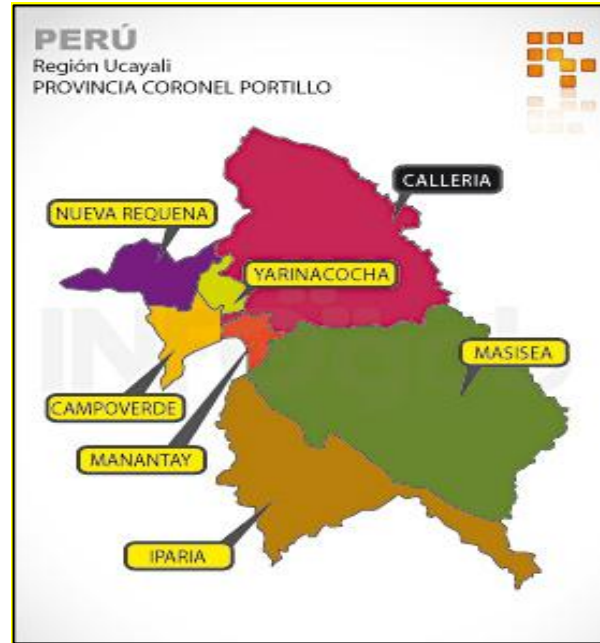 PERÚ
Región Ucayali
PROVINCIA CORONEL PORTILLO
CALLERIA
NUEVA REQUENA
YARINACOCHA
MASISEA
CAMPOVERDE
MANANTAY
IPARIA